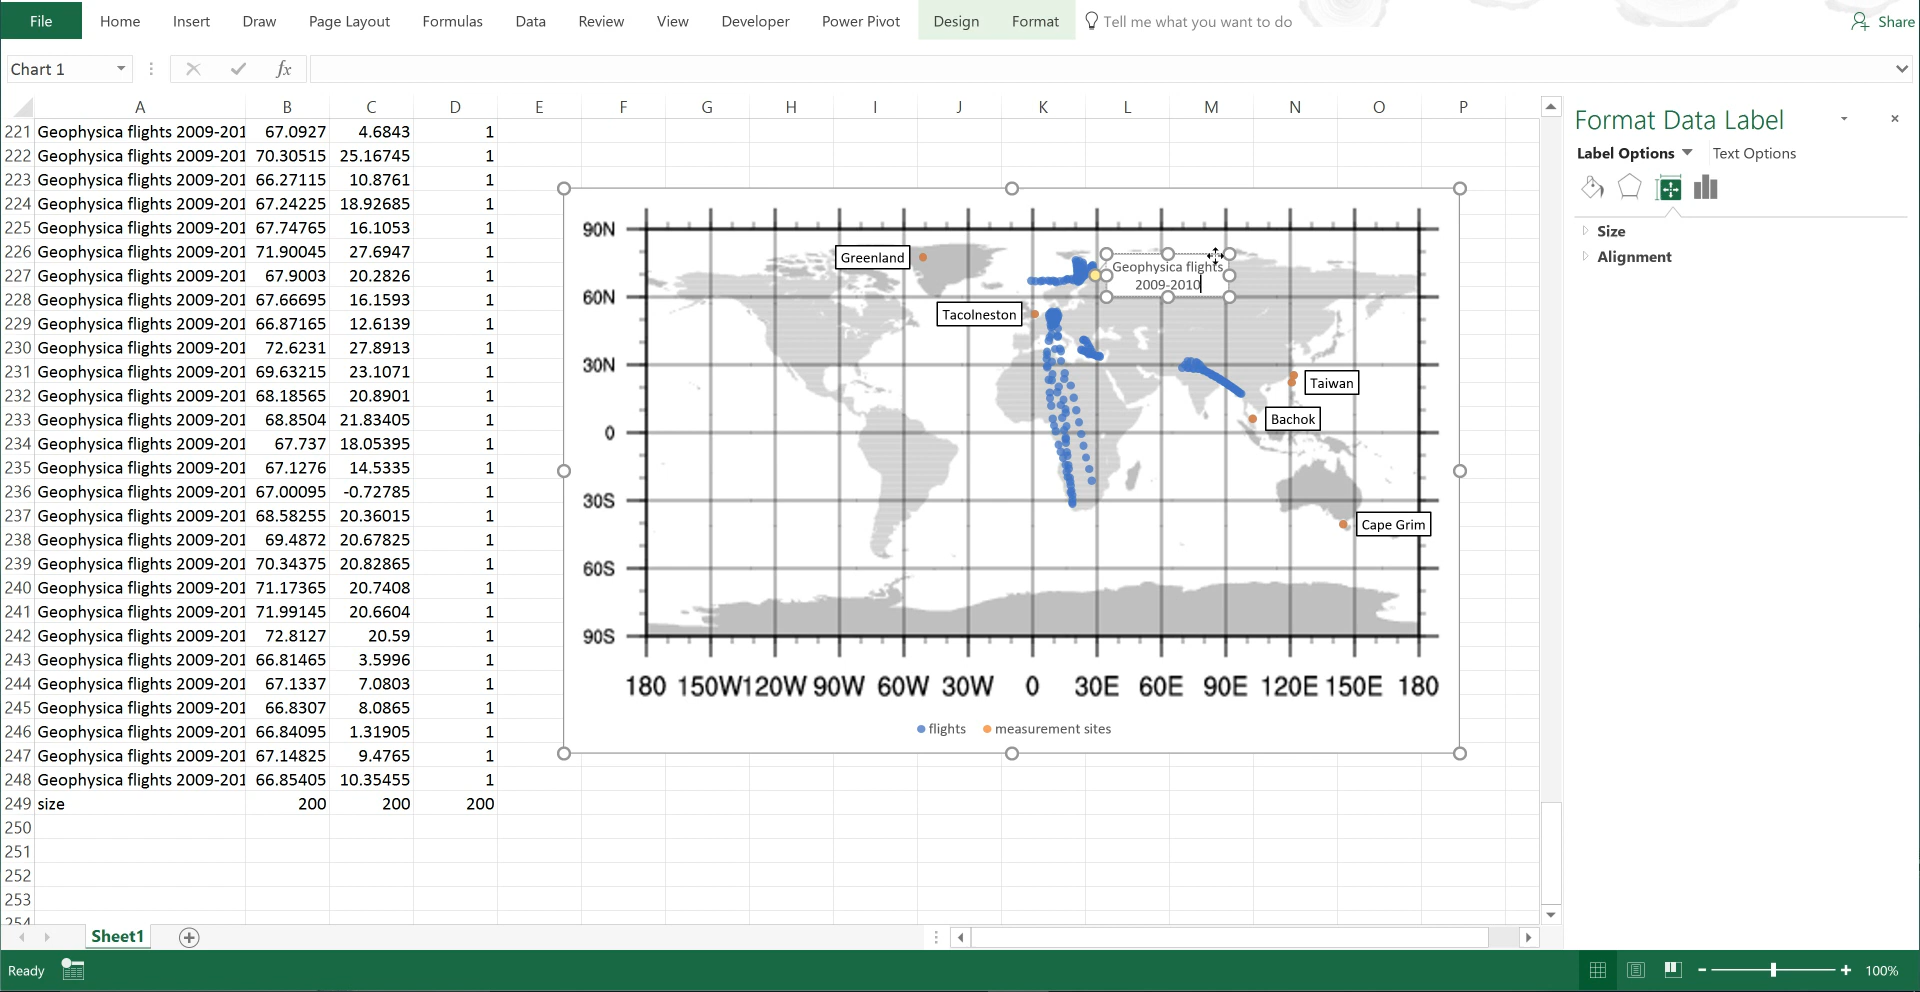 File Home Insert Draw Page Layout Formulas Data Review View Developer Power Pivot Design Format Tell me what you want to do Share
Chart 1 fx
A B C D E F G H I J K L M N O P
221 Geophysica flights 2009-201 67.0927 4.6843 1
222 Geophysica flights 2009-201 70.30515 25.16745 1
223 Geophysica flights 2009-201 66.27115 10.8761 1
224 Geophysica flights 2009-201 67.24225 18.92685 1
225 Geophysica flights 2009-201 67.74765 16.1053 1
226 Geophysica flights 2009-201 71.90045 27.6947 1
227 Geophysica flights 2009-201 67.9003 20.2826 1
228 Geophysica flights 2009-201 67.66695 16.1593 1
229 Geophysica flights 2009-201 66.87165 12.6139 1
230 Geophysica flights 2009-201 72.6231 27.8913 1
231 Geophysica flights 2009-201 69.63215 23.1071 1
232 Geophysica flights 2009-201 68.18565 20.8901 1
233 Geophysica flights 2009-201 68.8504 21.83405 1
234 Geophysica flights 2009-201 67.737 18.05395 1
235 Geophysica flights 2009-201 67.1276 14.5335 1
236 Geophysica flights 2009-201 67.00095 -0.72785 1
237 Geophysica flights 2009-201 68.58255 20.36015 1
238 Geophysica flights 2009-201 69.4872 20.67825 1
239 Geophysica flights 2009-201 70.34375 20.82865 1
240 Geophysica flights 2009-201 71.17365 20.7408 1
241 Geophysica flights 2009-201 71.99145 20.6604 1
242 Geophysica flights 2009-201 72.8127 20.59 1
243 Geophysica flights 2009-201 66.81465 3.5996 1
244 Geophysica flights 2009-201 67.1337 7.0803 1
245 Geophysica flights 2009-201 66.8307 8.0865 1
246 Geophysica flights 2009-201 66.84095 1.31905 1
247 Geophysica flights 2009-201 67.14825 9.4765 1
248 Geophysica flights 2009-201 66.85405 10.35455 1
249 size 200 200 200
250
251
252
253
254
90N
60N
30N
0
30S
60S
90S
Greenland
Geophysica flights
2009-2010
Tacolneston
Taiwan
Bachok
Cape Grim
180 150W 120W 90W 60W 30W 0 30E 60E 90E 120E 150E 180
flights measurement sites
Format Data Label
Label Options Text Options
Size
Alignment
Sheet1
Ready 100%